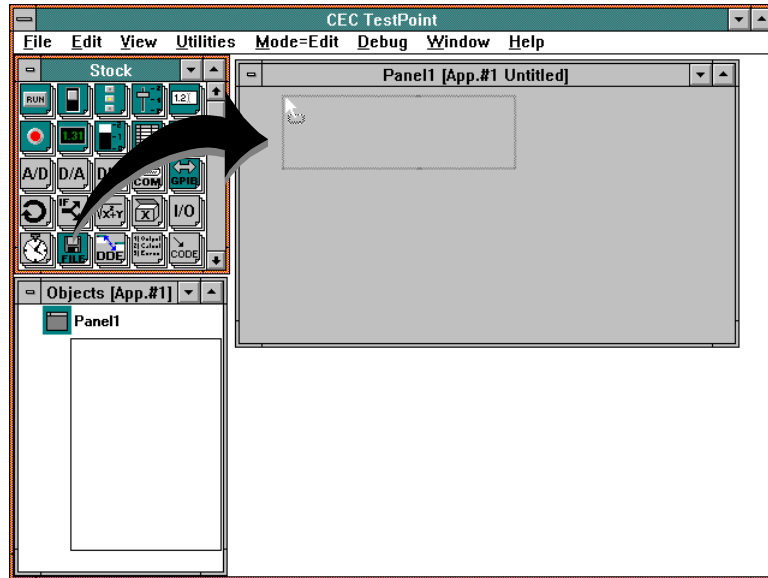 CEC TestPoint
File Edit View Utilities Mode=Edit Debug Window Help
Stock
RUN
1.2
1.31
A/D D/A COM GPIB
IF √X+Y X I/O
FILE DDE CODE
Panel1 [App.#1 Untitled]
Objects [App.#1]
Panel1